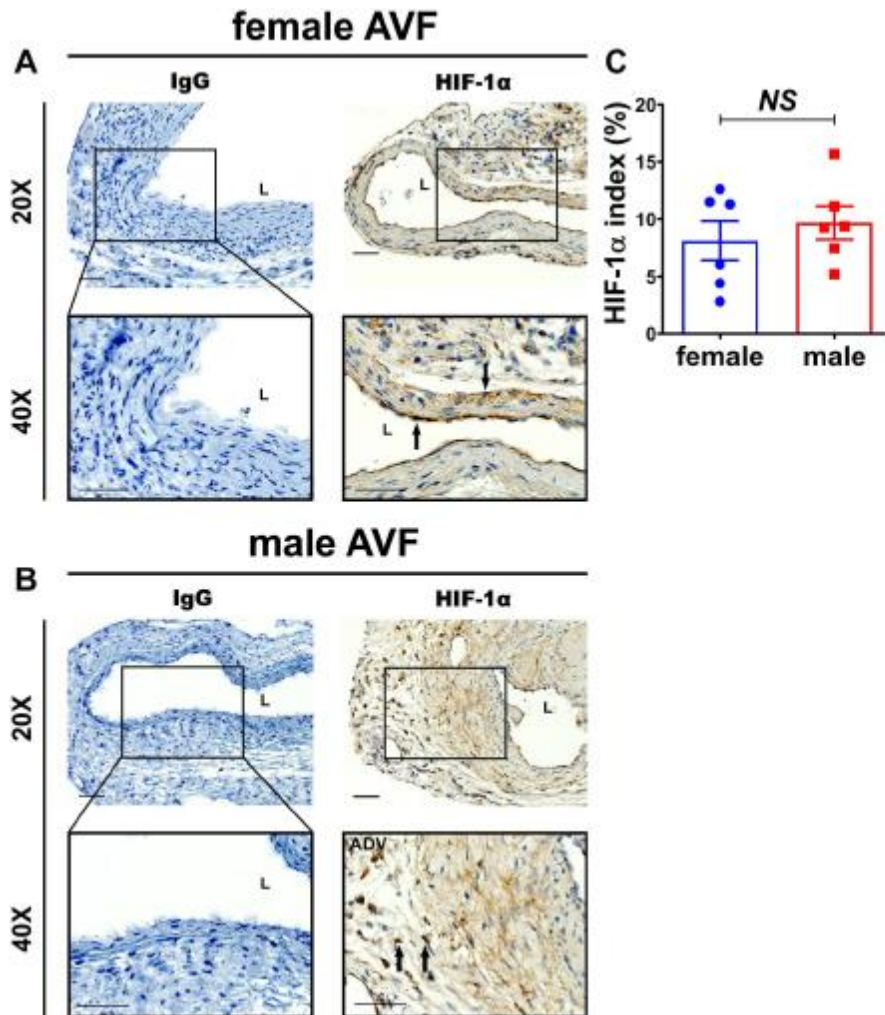 female AVF
A
IgG
HIF-1α
20X
L
L
40X
L
L
male AVF
B
IgG
HIF-1α
20X
L
L
40X
L
ADV
C
NS
HIF-1α index (%)
20
15
10
5
0
female
male